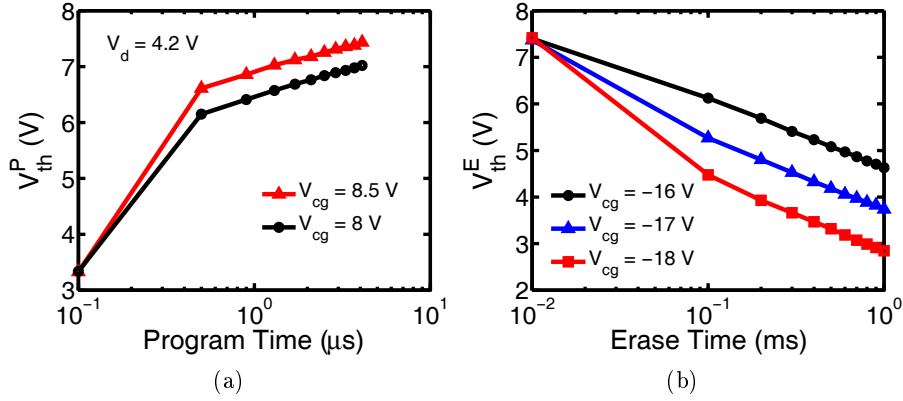 V_d = 4.2 V
V_th^P (V)
8
7
6
5
4
3
V_cg = 8.5 V
V_cg = 8 V
10^−1
10^0
10^1
Program Time (μs)
(a)
V_th^E (V)
8
7
6
5
4
3
2
V_cg = −16 V
V_cg = −17 V
V_cg = −18 V
10^−2
10^−1
10^0
Erase Time (ms)
(b)